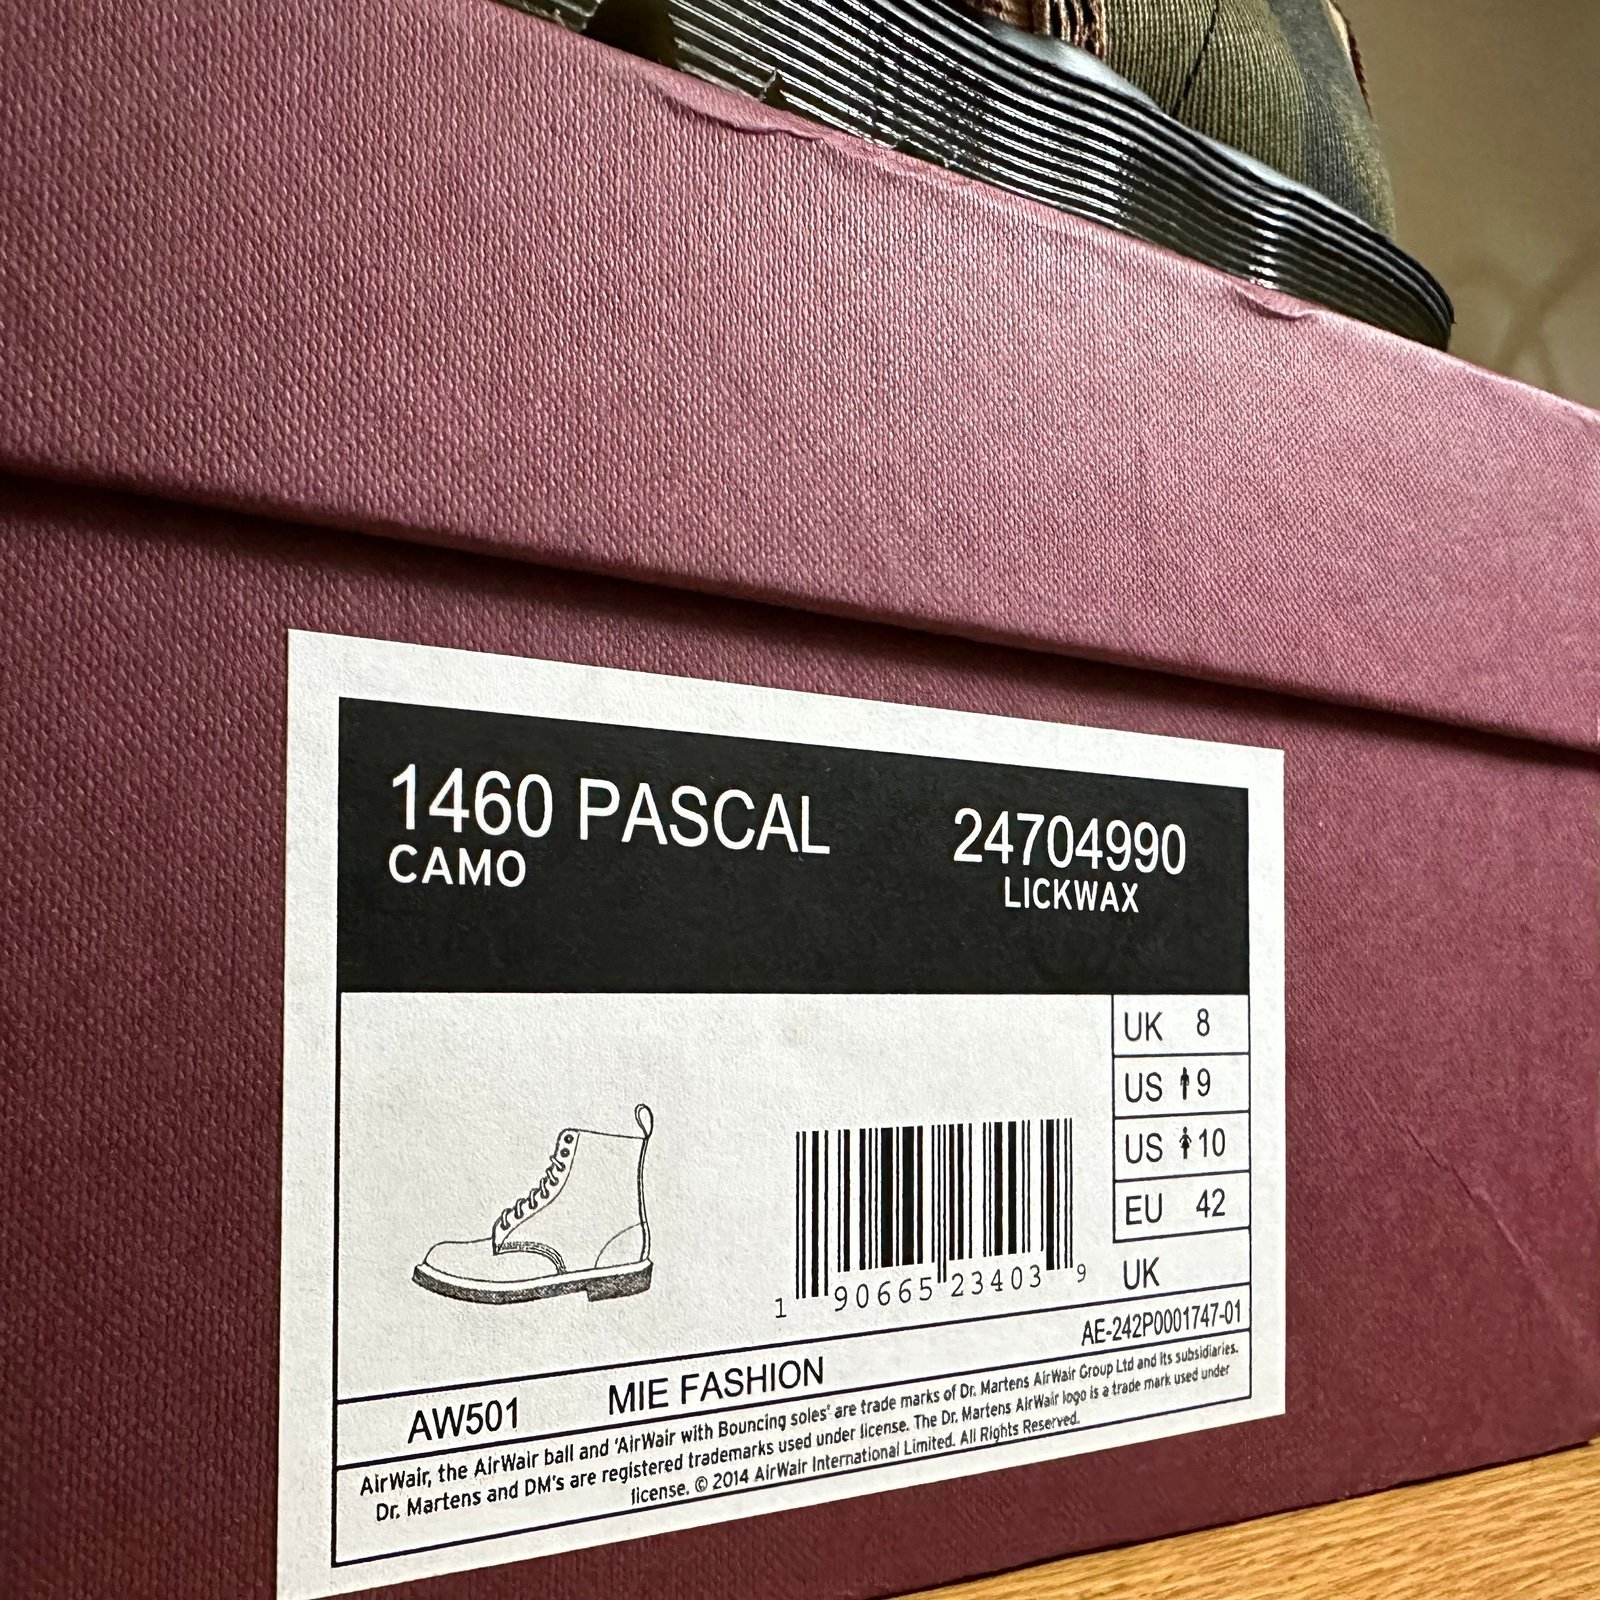 1460 PASCAL 24704990
CAMO LICKWAX
UK 8
US 9
US 10
EU 42
UK
1 90665 23403 9
AE-242P0001747-01
AW501 MIE FASHION
AirWair, the AirWair ball and 'AirWair with Bouncing soles' are trade marks of Dr. Martens AirWair Group Ltd and its subsidiaries.
Dr. Martens and DM's are registered trademarks used under license. The Dr. Martens AirWair logo is a trade mark used under
license. © 2014 AirWair International Limited. All Rights Reserved.